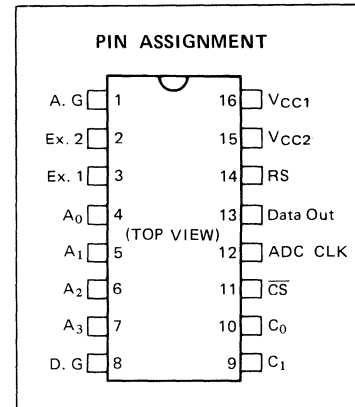 PIN ASSIGNMENT
A. G 1 16 VCC1
Ex. 2 2 15 VCC2
Ex. 1 3 14 RS
A0 4 13 Data Out
(TOP VIEW)
A1 5 12 ADC CLK
A2 6 11 C̅S̅
A3 7 10 C0
D. G 8 9 C1